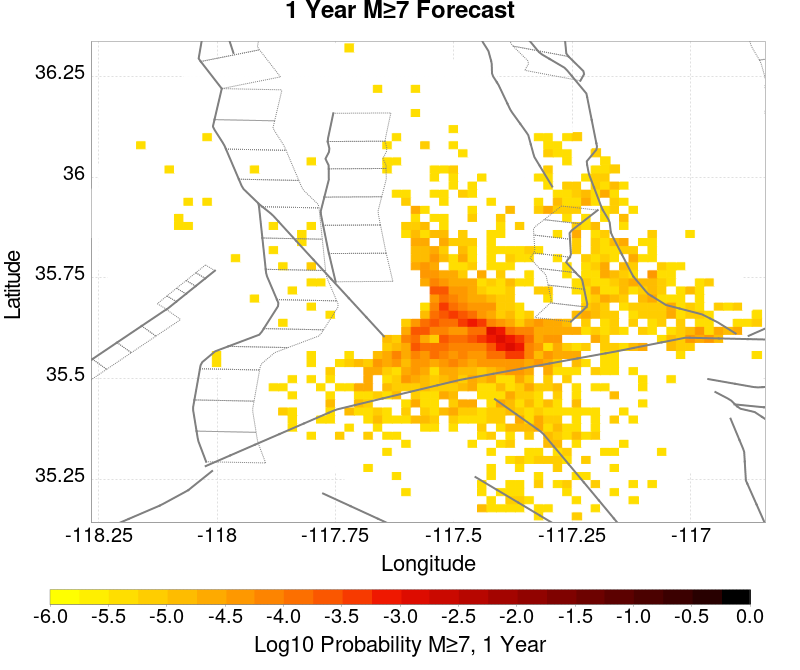 1 Year M≥7 Forecast
Latitude
36.25
36
35.75
35.5
35.25
-118.25 -118 -117.75 -117.5 -117.25 -117
Longitude
-6.0 -5.5 -5.0 -4.5 -4.0 -3.5 -3.0 -2.5 -2.0 -1.5 -1.0 -0.5 0.0
Log10 Probability M≥7, 1 Year